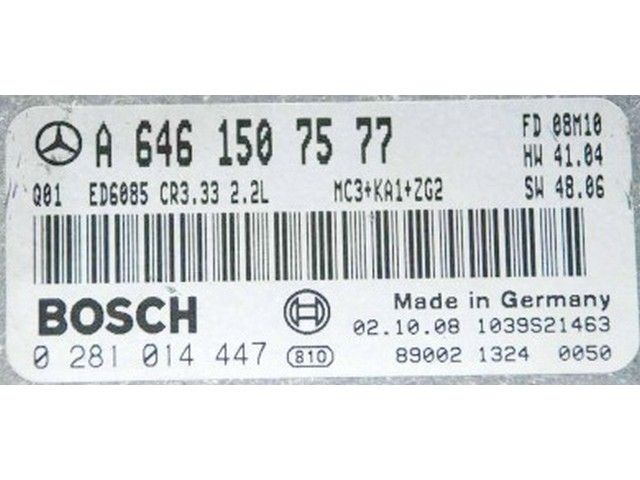 A 646 150 75 77
FD 08M10
HW 41.04
Q01 ED6085 CR3.33 2.2L MC3+KA1+ZG2 SW 48.06
BOSCH
Made in Germany
02.10.08 1039S21463
0 281 014 447 810 89002 1324 0050